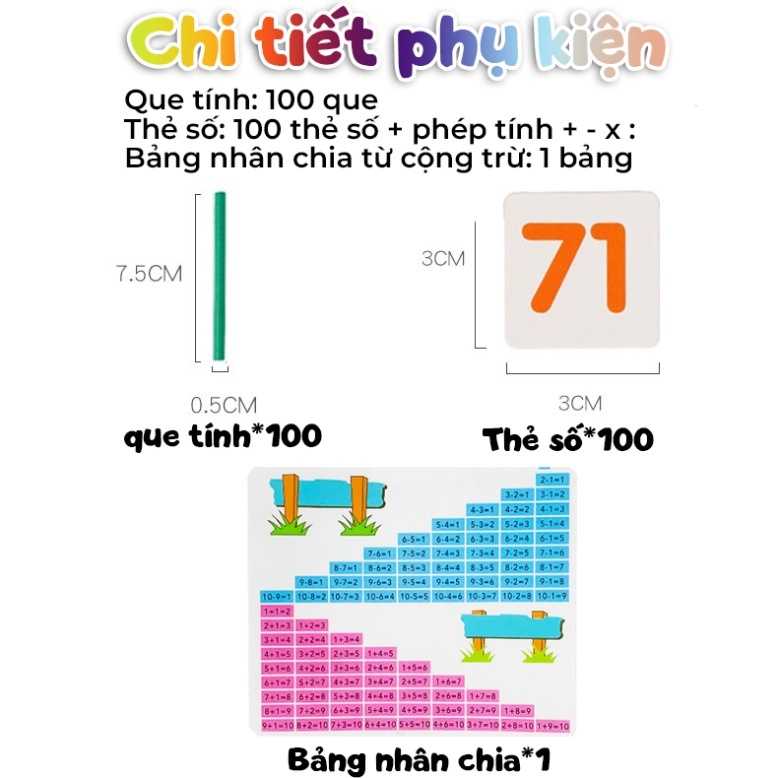 Chi tiết phụ kiện
Que tính: 100 que
Thẻ số: 100 thẻ số + phép tính + - x :
Bảng nhân chia từ cộng trừ: 1 bảng
7.5CM
0.5CM
que tính*100
3CM
71
3CM
Thẻ số*100
2-1=1
3-2=1 3-1=2
4-3=1 4-2=2 4-1=3
5-4=1 5-3=2 5-2=3 5-1=4
6-5=1 6-4=2 6-3=3 6-2=4 6-1=5
7-6=1 7-5=2 7-4=3 7-3=4 7-2=5 7-1=6
8-7=1 8-6=2 8-5=3 8-4=4 8-3=5 8-2=6 8-1=7
9-8=1 9-7=2 9-6=3 9-5=4 9-4=5 9-3=6 9-2=7 9-1=8
10-9=1 10-8=2 10-7=3 10-6=4 10-5=5 10-4=6 10-3=7 10-2=8 10-1=9
1+1=2
2+1=3 1+2=3
3+1=4 2+2=4 1+3=4
4+1=5 3+2=5 2+3=5 1+4=5
5+1=6 4+2=6 3+3=6 2+4=6 1+5=6
6+1=7 5+2=7 4+3=7 3+4=7 2+5=7 1+6=7
7+1=8 6+2=8 5+3=8 4+4=8 3+5=8 2+6=8 1+7=8
8+1=9 7+2=9 6+3=9 5+4=9 4+5=9 3+6=9 2+7=9 1+8=9
9+1=10 8+2=10 7+3=10 6+4=10 5+5=10 4+6=10 3+7=10 2+8=10 1+9=10
Bảng nhân chia*1